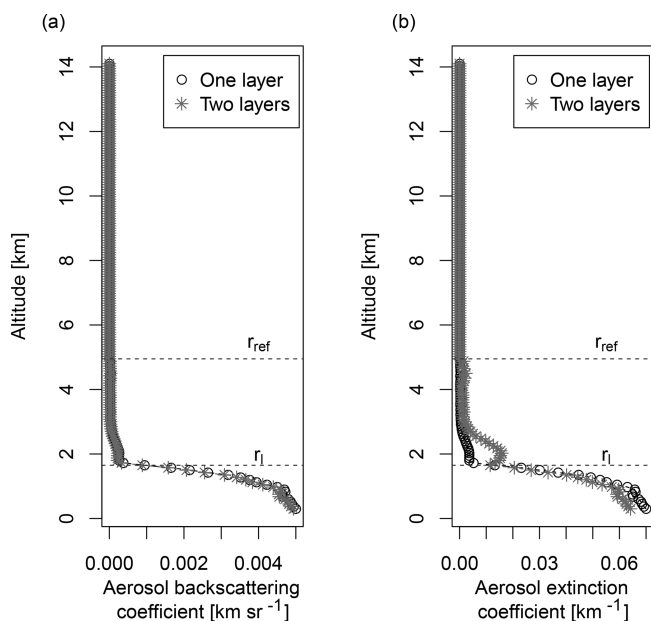 (a)
One layer
Two layers
Altitude [km]
14
12
10
8
6
4
2
0
r_ref
r_l
0.000
0.002
0.004
Aerosol backscattering
coefficient [km sr ⁻¹]
(b)
One layer
Two layers
Altitude [km]
14
12
10
8
6
4
2
0
r_ref
r_l
0.00
0.03
0.06
Aerosol extinction
coefficient [km⁻¹]